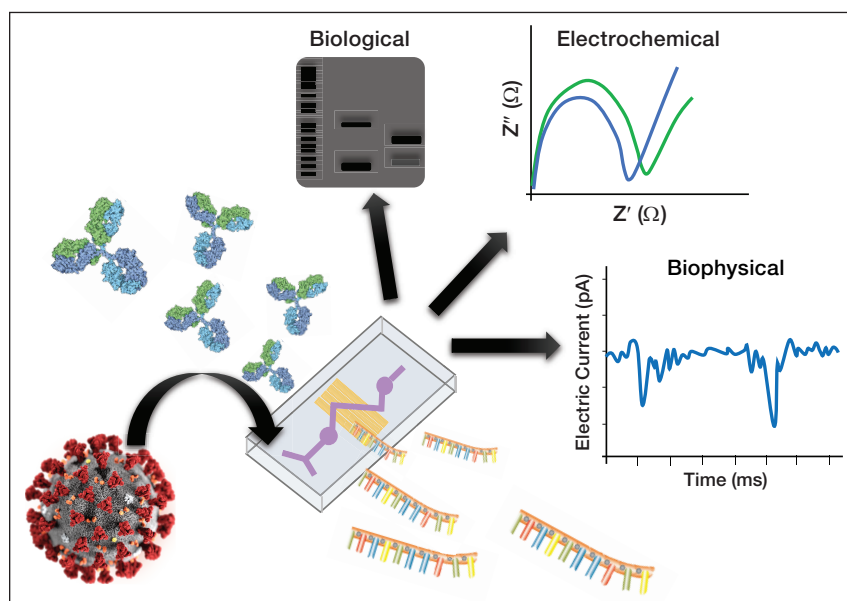 Biological
Electrochemical
Z″ (Ω)
Z′ (Ω)
Biophysical
Electric Current (pA)
Time (ms)